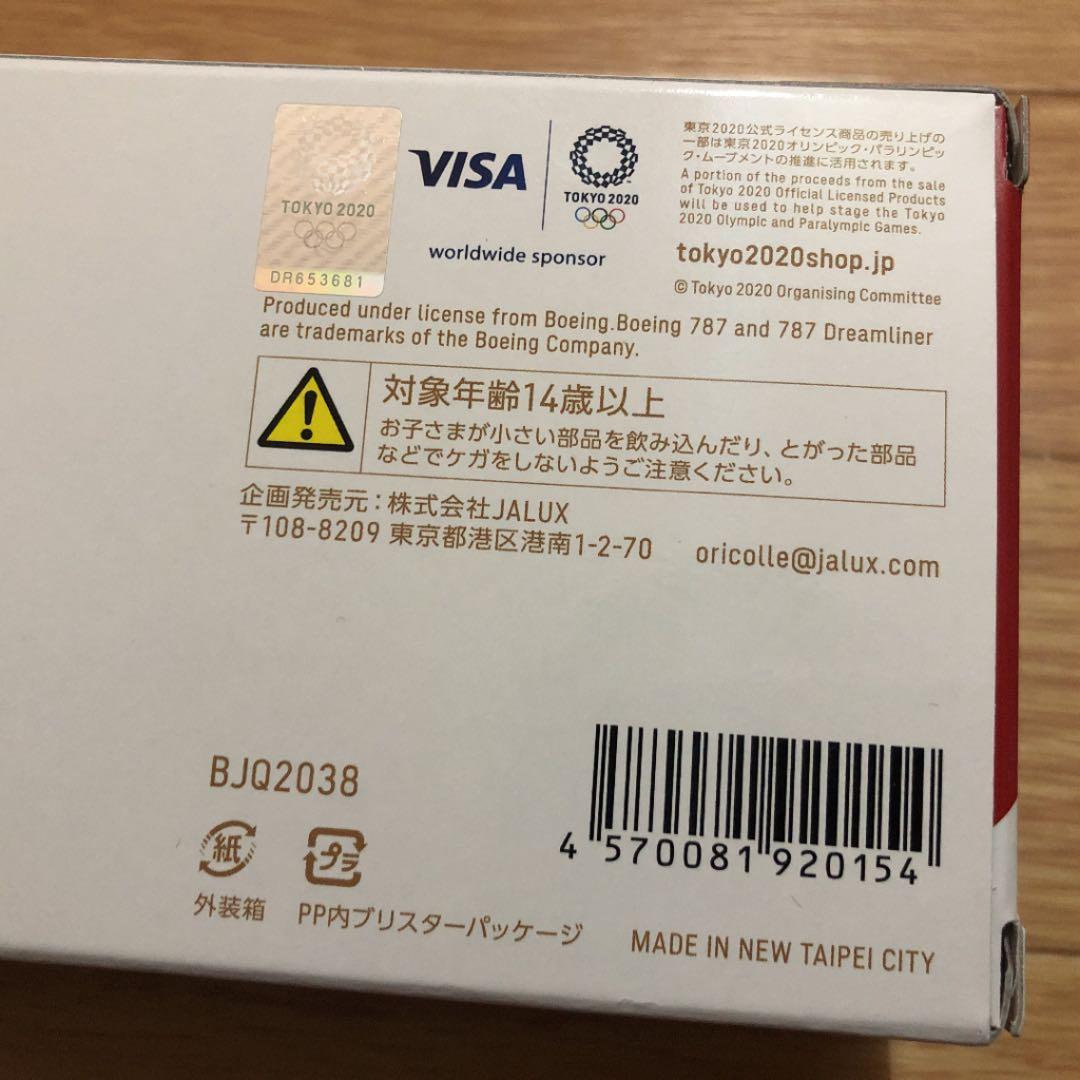 TOKYO 2020
DR653681
VISA
TOKYO 2020
worldwide sponsor
東京2020公式ライセンス商品の売り上げの
一部は東京2020オリンピック・パラリンピッ
ク・ムーブメントの推進に活用されます。
A portion of the proceeds from the sale
of Tokyo 2020 Official Licensed Products
will be used to help stage the Tokyo
2020 Olympic and Paralympic Games.
tokyo2020shop.jp
© Tokyo 2020 Organising Committee
Produced under license from Boeing.Boeing 787 and 787 Dreamliner
are trademarks of the Boeing Company.
対象年齢14歳以上
お子さまが小さい部品を飲み込んだり、とがった部品
などでケガをしないようご注意ください。
企画発売元：株式会社JALUX
〒108-8209 東京都港区港南1-2-70 oricolle@jalux.com
BJQ2038
紙
プラ
外装箱
PP内ブリスターパッケージ
4 570081 920154
MADE IN NEW TAIPEI CITY